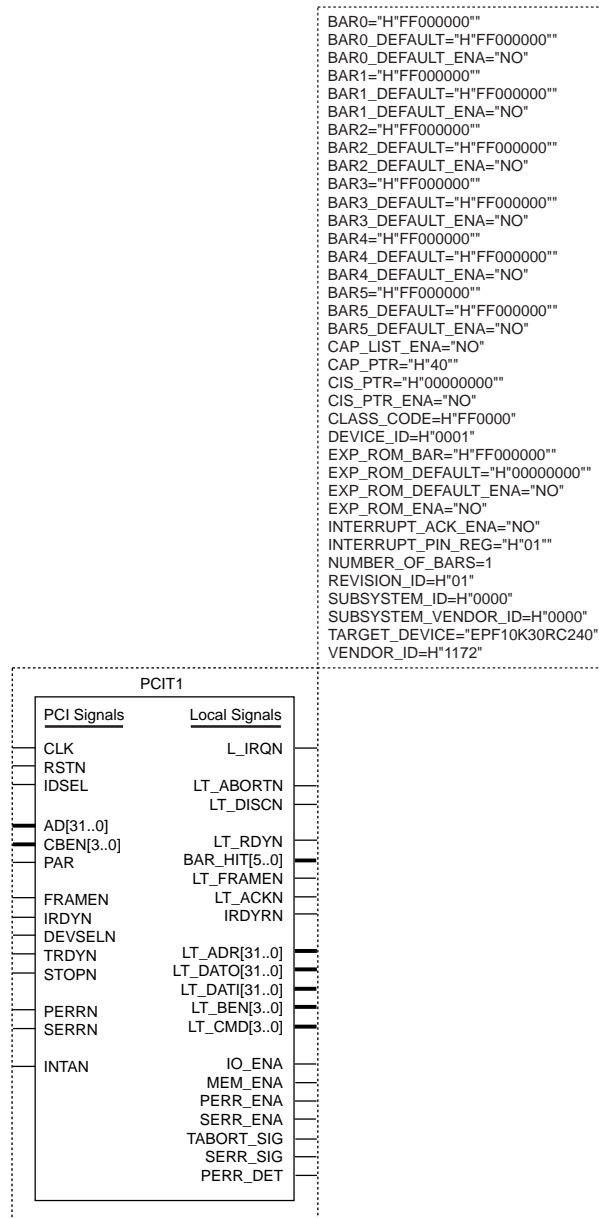 BAR0="H"FF000000""
BAR0_DEFAULT="H"FF000000""
BAR0_DEFAULT_ENA="NO"
BAR1="H"FF000000""
BAR1_DEFAULT="H"FF000000""
BAR1_DEFAULT_ENA="NO"
BAR2="H"FF000000""
BAR2_DEFAULT="H"FF000000""
BAR2_DEFAULT_ENA="NO"
BAR3="H"FF000000""
BAR3_DEFAULT="H"FF000000""
BAR3_DEFAULT_ENA="NO"
BAR4="H"FF000000""
BAR4_DEFAULT="H"FF000000""
BAR4_DEFAULT_ENA="NO"
BAR5="H"FF000000""
BAR5_DEFAULT="H"FF000000""
BAR5_DEFAULT_ENA="NO"
CAP_LIST_ENA="NO"
CAP_PTR="H"40""
CIS_PTR="H"00000000""
CIS_PTR_ENA="NO"
CLASS_CODE=H"FF0000"
DEVICE_ID=H"0001"
EXP_ROM_BAR="H"FF000000""
EXP_ROM_DEFAULT="H"00000000""
EXP_ROM_DEFAULT_ENA="NO"
EXP_ROM_ENA="NO"
INTERRUPT_ACK_ENA="NO"
INTERRUPT_PIN_REG="H"01""
NUMBER_OF_BARS=1
REVISION_ID=H"01"
SUBSYSTEM_ID=H"0000"
SUBSYSTEM_VENDOR_ID=H"0000"
TARGET_DEVICE="EPF10K30RC240"
VENDOR_ID=H"1172"
PCIT1
PCI Signals
CLK
RSTN
IDSEL
AD[31..0]
CBEN[3..0]
PAR
FRAMEN
IRDYN
DEVSELN
TRDYN
STOPN
PERRN
SERRN
INTAN
Local Signals
L_IRQN
LT_ABORTN
LT_DISCN
LT_RDYN
BAR_HIT[5..0]
LT_FRAMEN
LT_ACKN
IRDYRN
LT_ADR[31..0]
LT_DATO[31..0]
LT_DATI[31..0]
LT_BEN[3..0]
LT_CMD[3..0]
IO_ENA
MEM_ENA
PERR_ENA
SERR_ENA
TABORT_SIG
SERR_SIG
PERR_DET